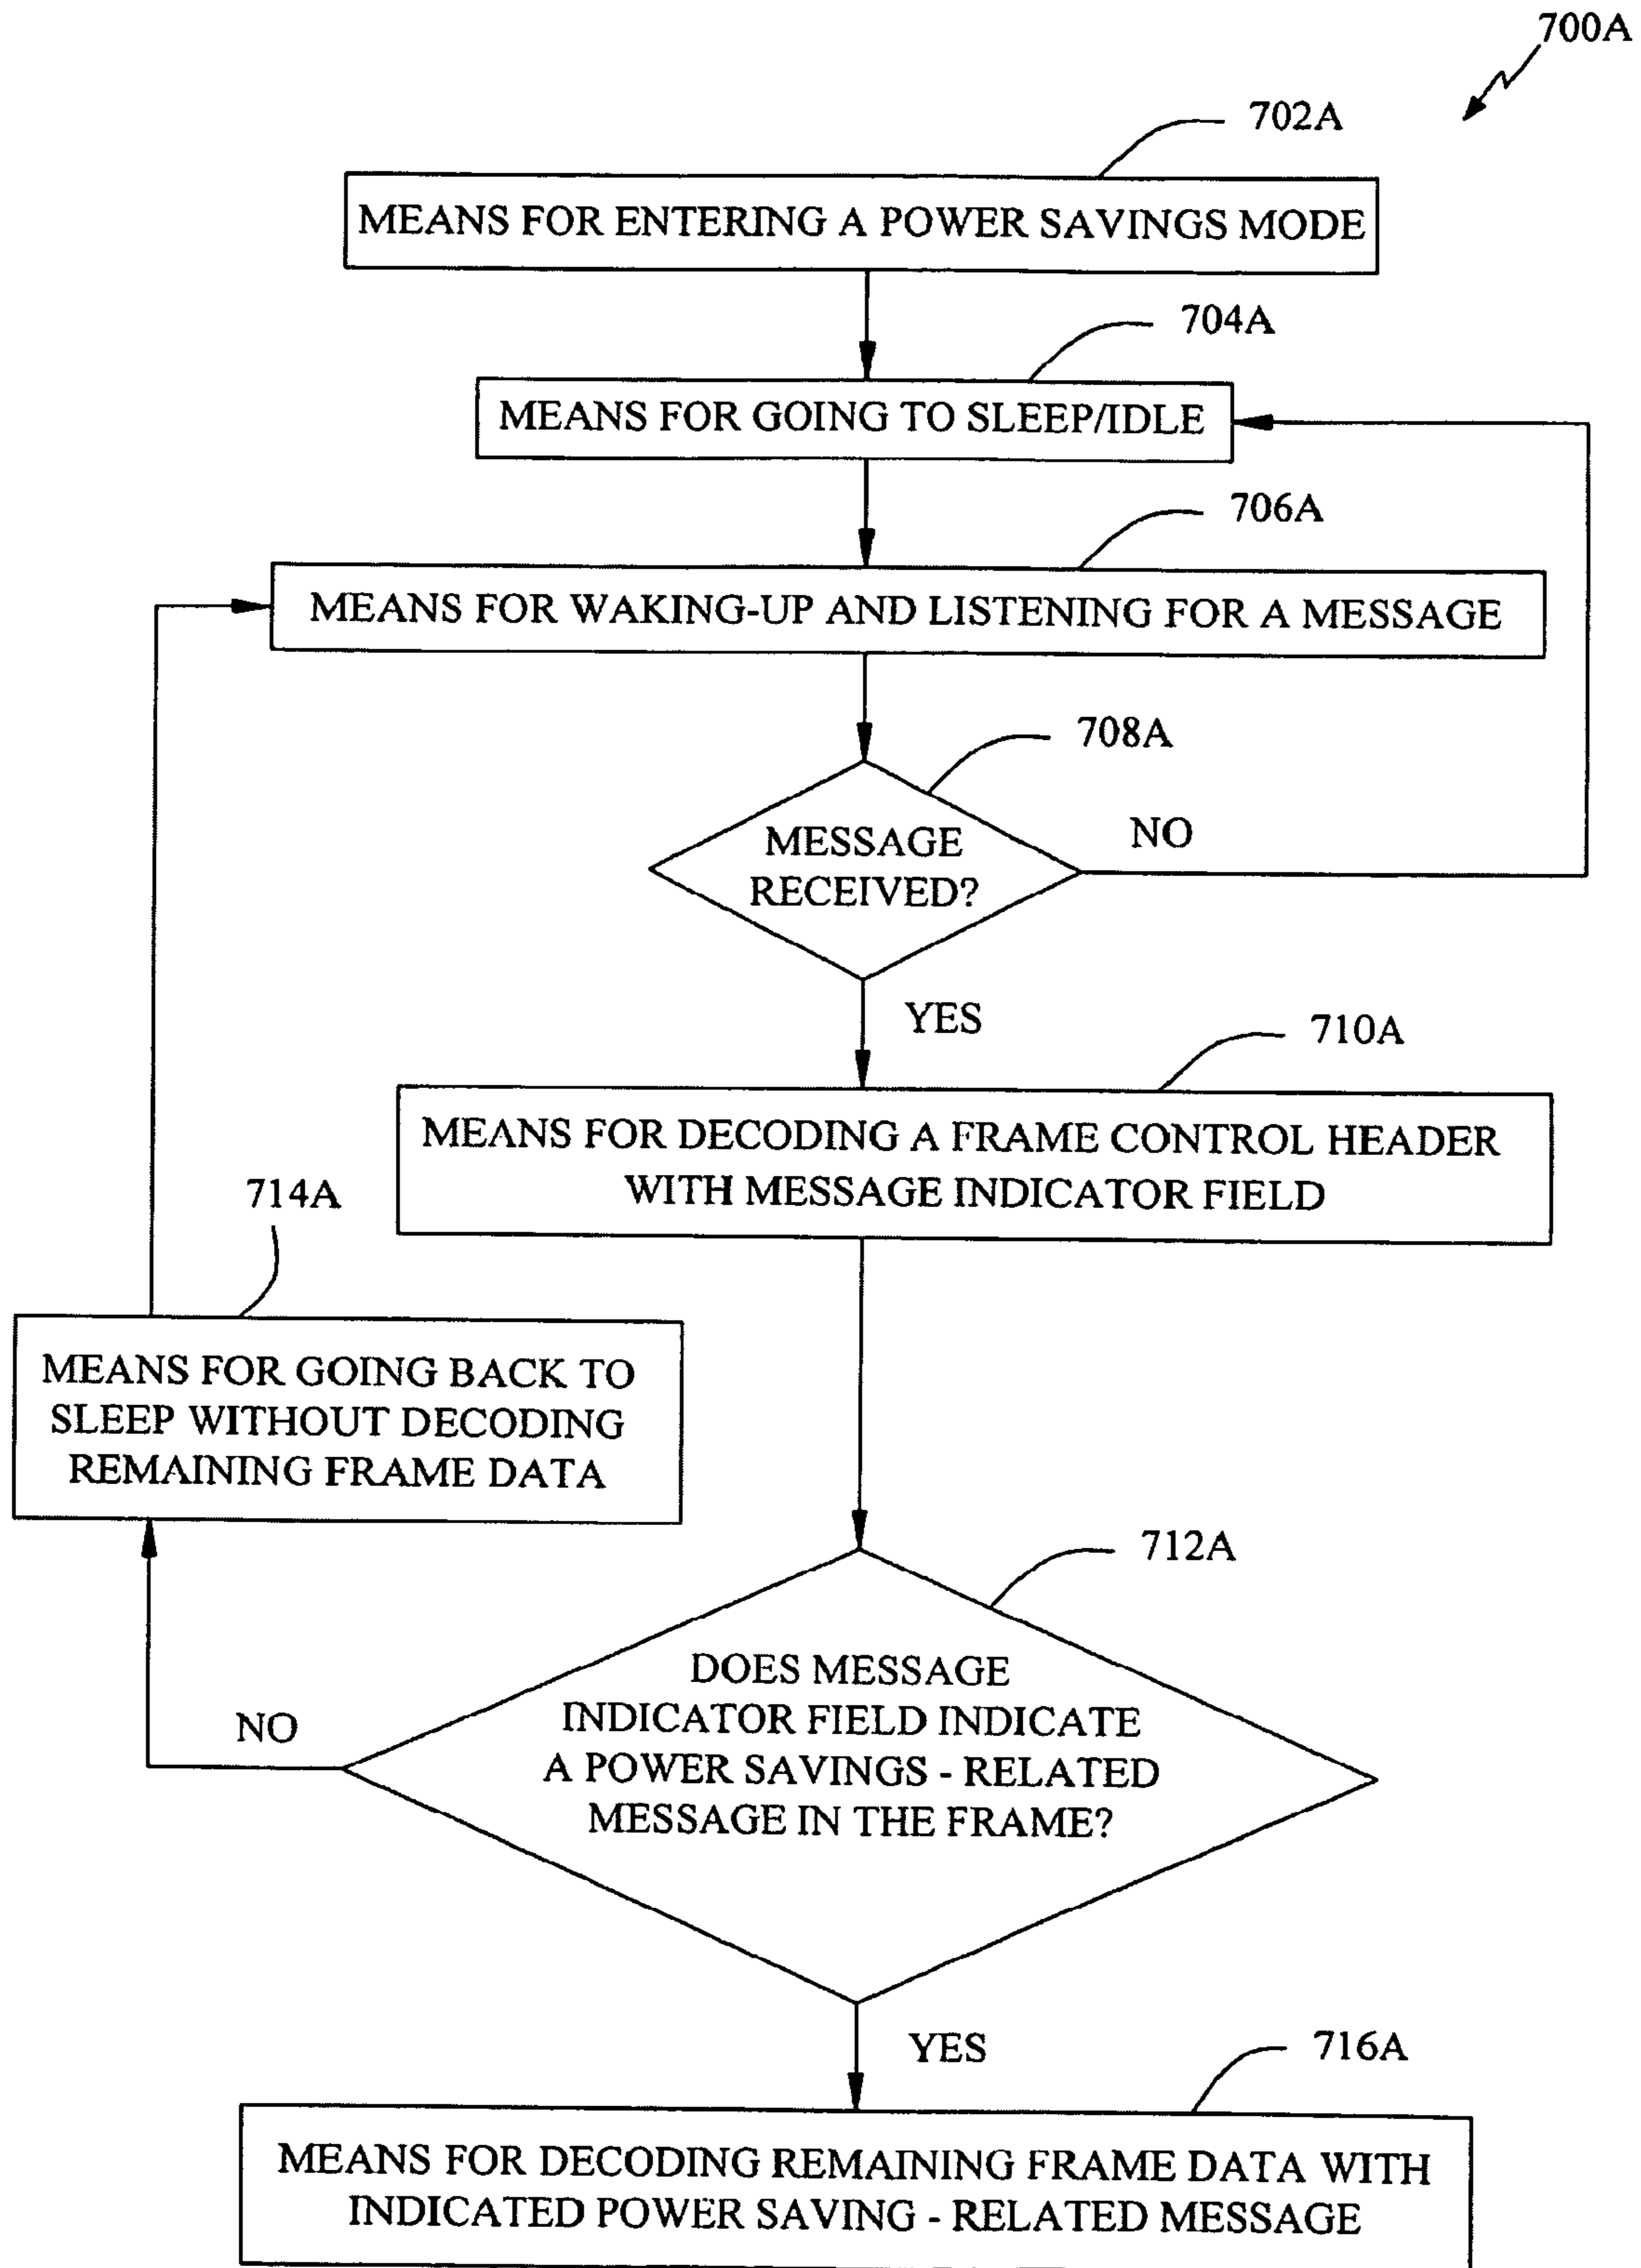 700A
702A
MEANS FOR ENTERING A POWER SAVINGS MODE
704A
MEANS FOR GOING TO SLEEP/IDLE
706A
MEANS FOR WAKING-UP AND LISTENING FOR A MESSAGE
708A
MESSAGE
RECEIVED?
NO
YES
710A
MEANS FOR DECODING A FRAME CONTROL HEADER
WITH MESSAGE INDICATOR FIELD
714A
MEANS FOR GOING BACK TO
SLEEP WITHOUT DECODING
REMAINING FRAME DATA
712A
DOES MESSAGE
INDICATOR FIELD INDICATE
A POWER SAVINGS - RELATED
MESSAGE IN THE FRAME?
NO
YES
716A
MEANS FOR DECODING REMAINING FRAME DATA WITH
INDICATED POWER SAVING - RELATED MESSAGE